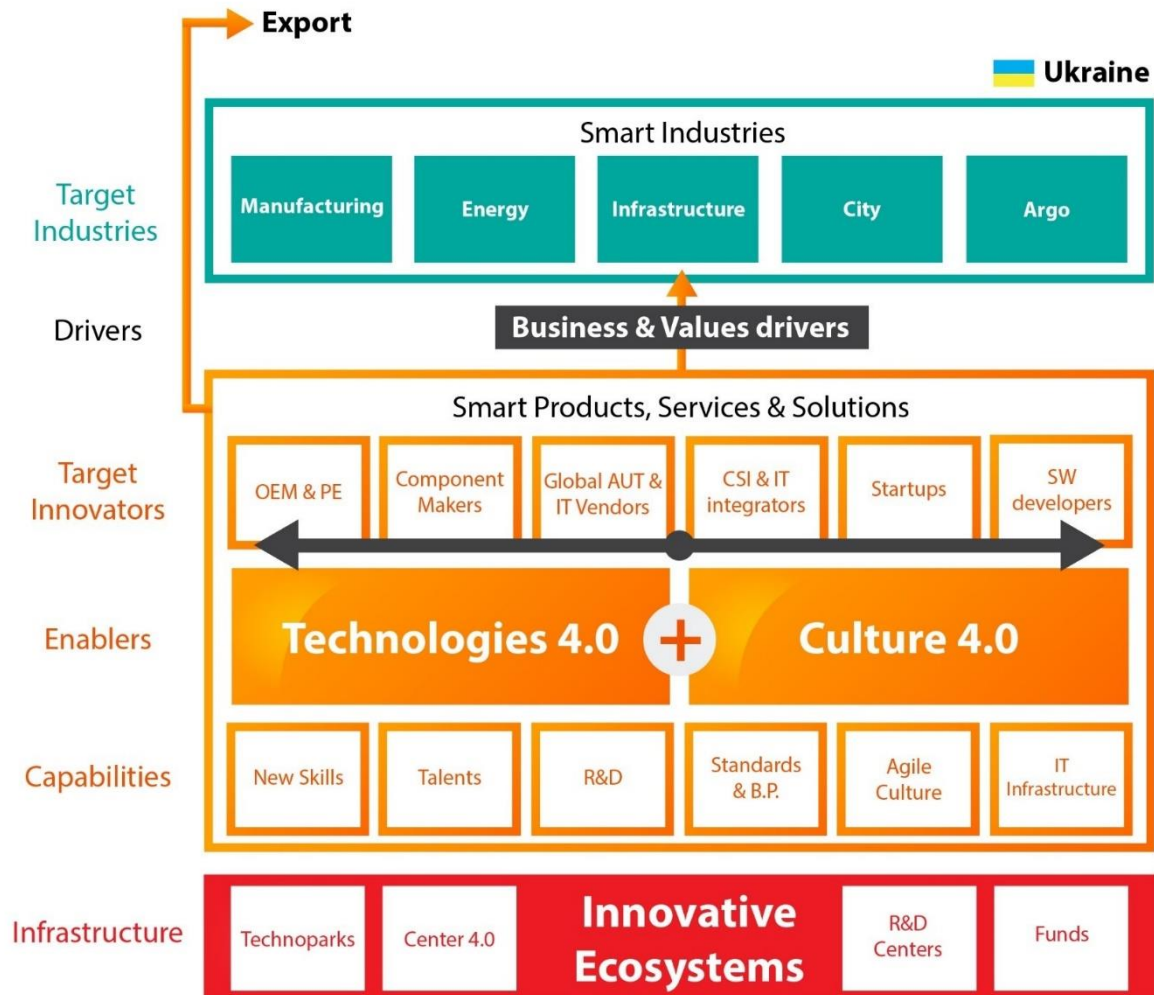 Export
Ukraine
Smart Industries
Target
Industries
Manufacturing
Energy
Infrastructure
City
Argo
Drivers
Business & Values drivers
Smart Products, Services & Solutions
Target
Innovators
OEM & PE
Component
Makers
Global AUT &
IT Vendors
CSI & IT
integrators
Startups
SW
developers
Enablers
Technologies 4.0
+
Culture 4.0
Capabilities
New Skills
Talents
R&D
Standards
& B.P.
Agile
Culture
IT
Infrastructure
Infrastructure
Technoparks
Center 4.0
Innovative
Ecosystems
R&D
Centers
Funds